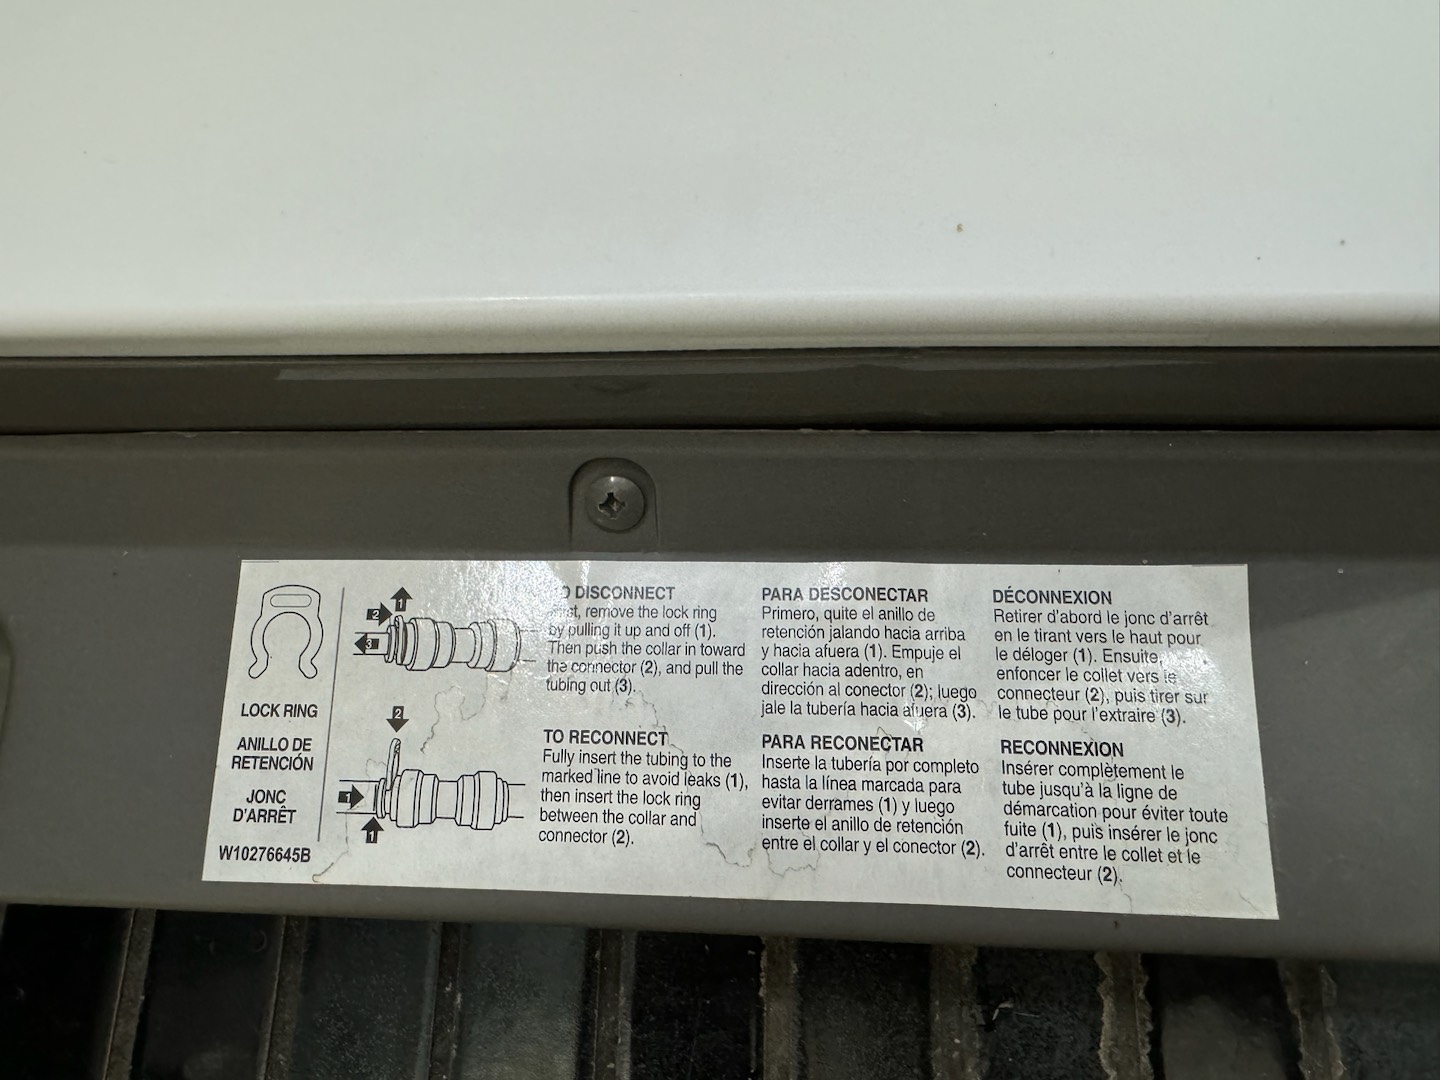 LOCK RING
ANILLO DE
RETENCIÓN
JONC
D'ARRÊT
W10276645B
1
2
3
2
1
1
DISCONNECT
remove the lock ring
by pulling it up and off (1).
Then push the collar in toward
the connector (2), and pull the
tubing out (3).
TO RECONNECT
Fully insert the tubing to the
marked line to avoid leaks (1),
then insert the lock ring
between the collar and
connector (2).
PARA DESCONECTAR
Primero, quite el anillo de
retención jalando hacia arriba
y hacia afuera (1). Empuje el
collar hacia adentro, en
dirección al conector (2); luego
jale la tubería hacia afuera (3).
PARA RECONECTAR
Inserte la tubería por completo
hasta la línea marcada para
evitar derrames (1) y luego
inserte el anillo de retención
entre el collar y el conector (2).
DÉCONNEXION
Retirer d'abord le jonc d'arrêt
en le tirant vers le haut pour
le déloger (1). Ensuite,
enfoncer le collet vers le
connecteur (2), puis tirer sur
le tube pour l'extraire (3).
RECONNEXION
Insérer complètement le
tube jusqu'à la ligne de
démarcation pour éviter toute
fuite (1), puis insérer le jonc
d'arrêt entre le collet et le
connecteur (2).